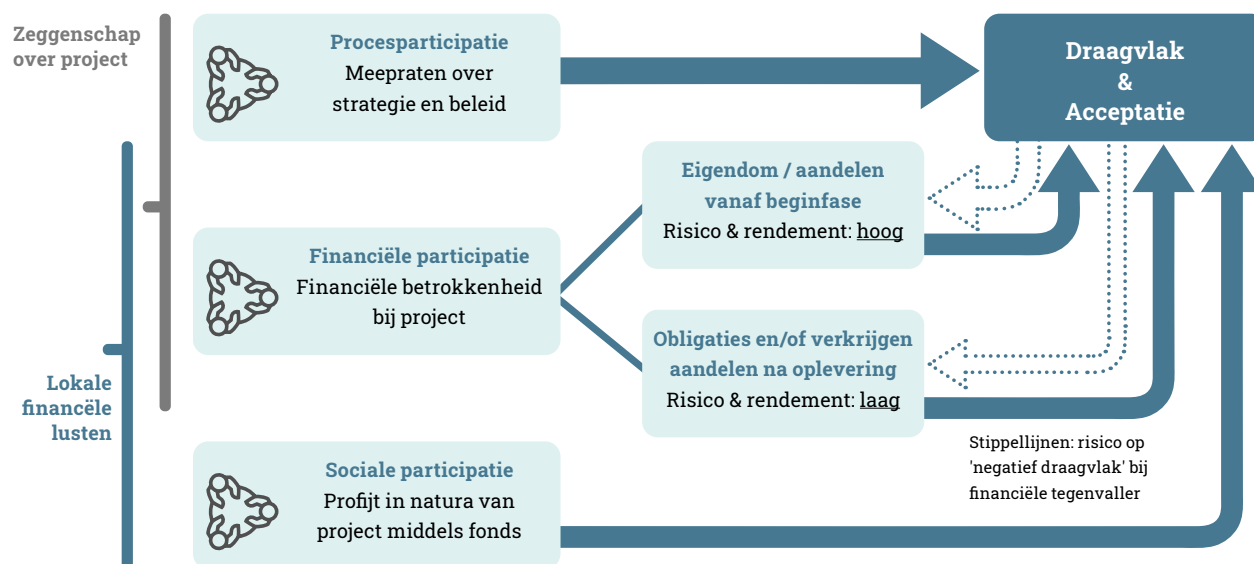 Zeggenschap
over project
Procesparticipatie
Meepraten over
strategie en beleid
Draagvlak
&
Acceptatie
Eigendom / aandelen
vanaf beginfase
Risico & rendement: hoog
Financiële participatie
Financiële betrokkenheid
bij project
Obligaties en/of verkrijgen
aandelen na oplevering
Risico & rendement: laag
Lokale
financële
lusten
Stippellijnen: risico op
'negatief draagvlak' bij
financiële tegenvaller
Sociale participatie
Profijt in natura van
project middels fonds